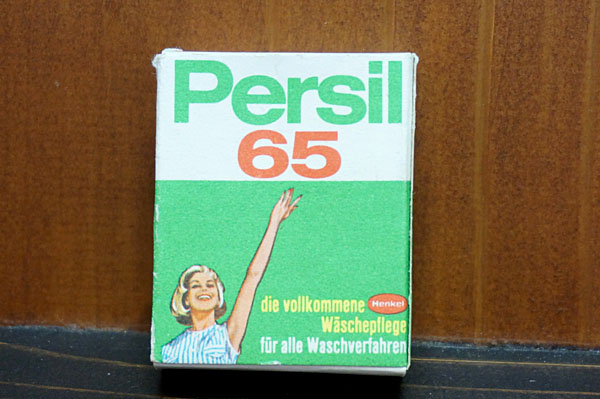 Persil
65
die vollkommene Henkel
Wäschepflege
für alle Waschverfahren